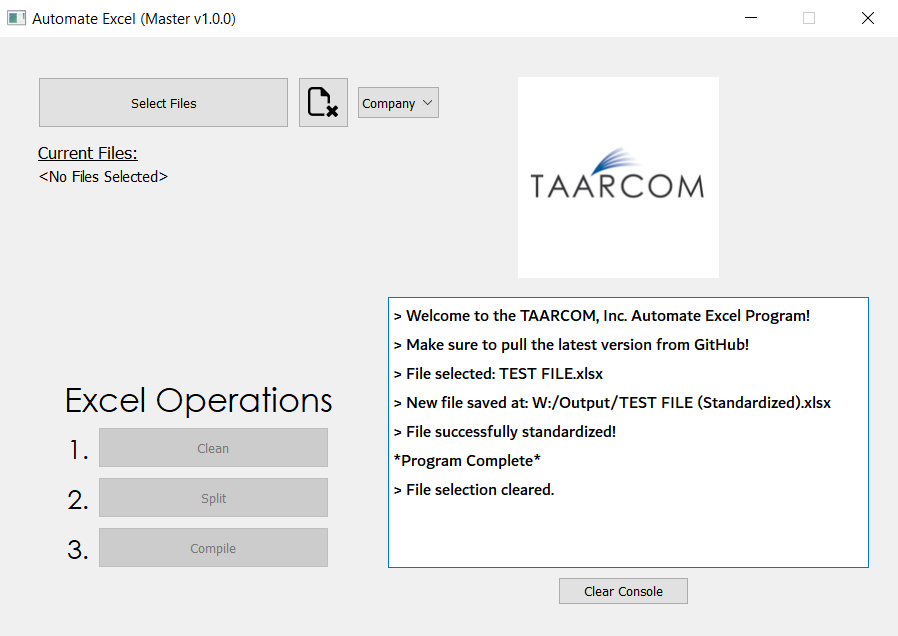 Automate Excel (Master v1.0.0)
Select Files
Company
Current Files:
<No Files Selected>
TAARCOM
> Welcome to the TAARCOM, Inc. Automate Excel Program!
> Make sure to pull the latest version from GitHub!
> File selected: TEST FILE.xlsx
> New file saved at: W:/Output/TEST FILE (Standardized).xlsx
> File successfully standardized!
*Program Complete*
> File selection cleared.
Excel Operations
1. Clean
2. Split
3. Compile
Clear Console